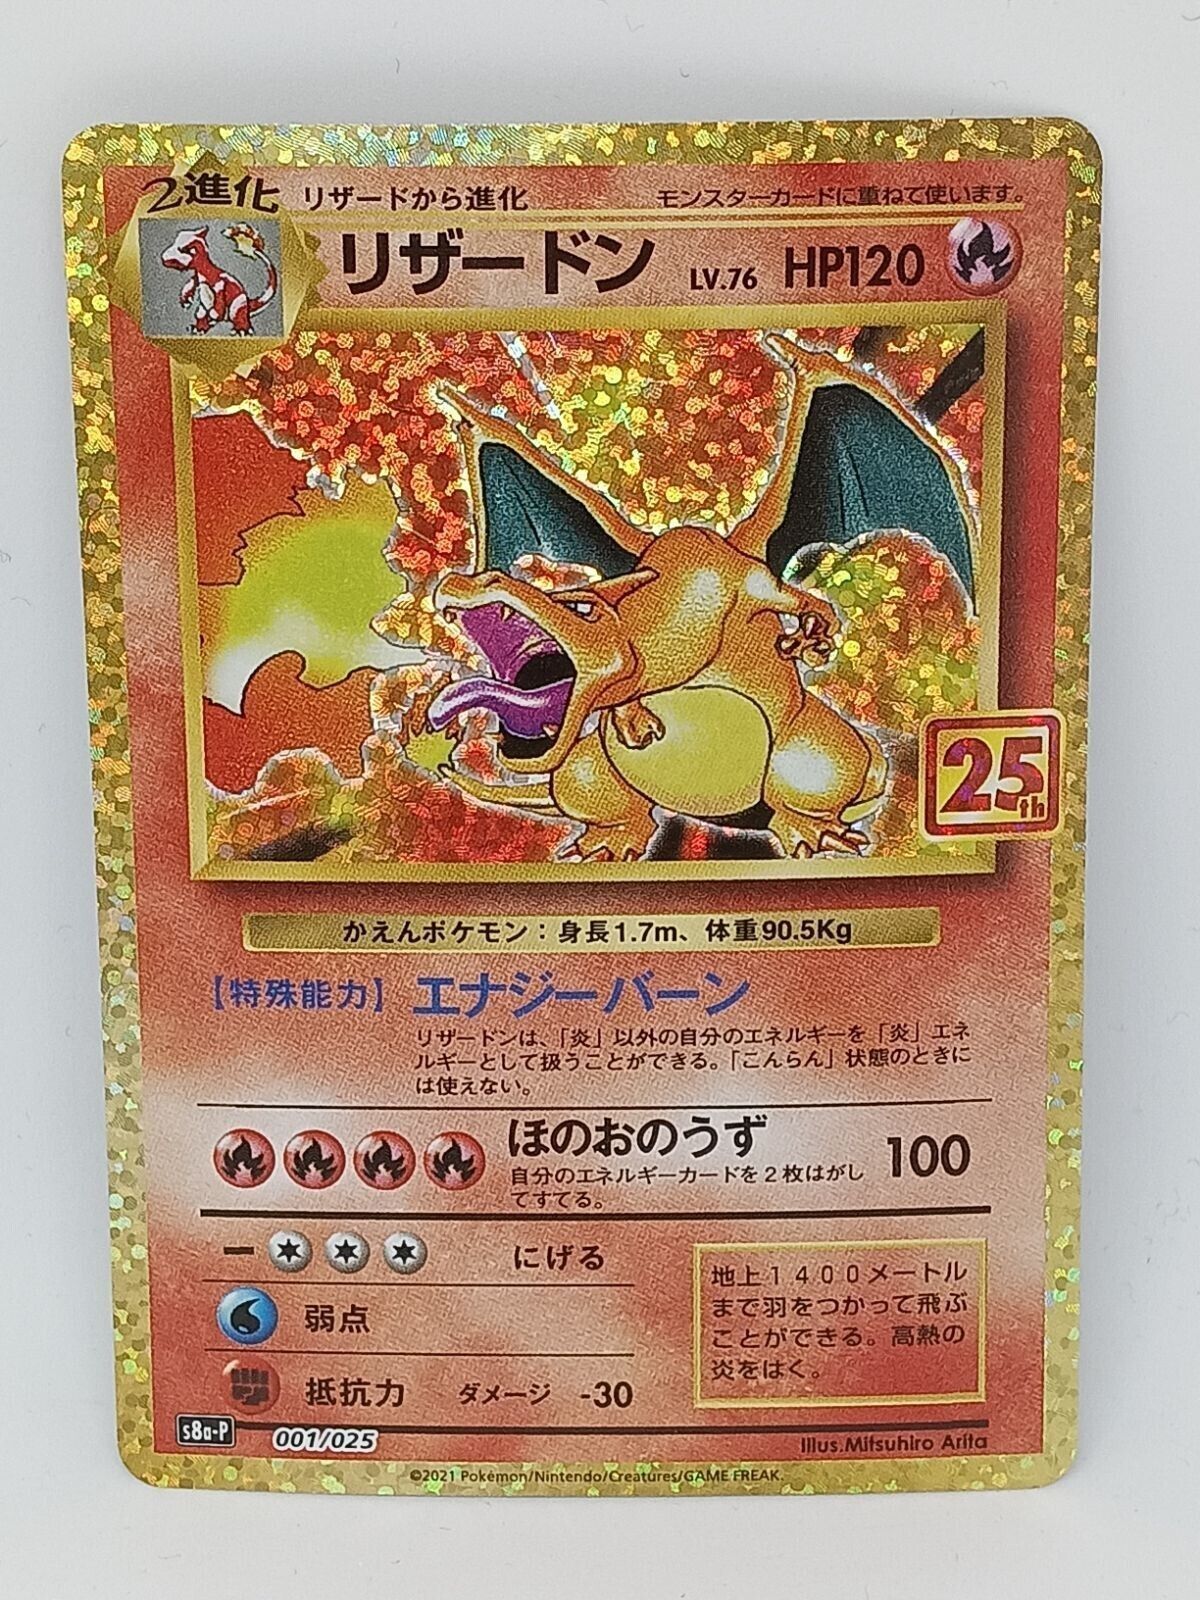 2進化 リザードから進化 モンスターカードに重ねて使います。
リザードン LV.76 HP120
25th
かえんポケモン：身長1.7m、体重90.5Kg
【特殊能力】エナジーバーン
リザードンは、「炎」以外の自分のエネルギーを「炎」エネ
ルギーとして扱うことができる。「こんらん」状態のときに
は使えない。
ほのおのうず 100
自分のエネルギーカードを2枚はがし
てすてる。
ー にげる
弱点
抵抗力 ダメージ -30
地上1400メートル
まで羽をつかって飛ぶ
ことができる。高熱の
炎をはく。
s8a-P 001/025
Illus.Mitsuhiro Arita
©2021 Pokémon/Nintendo/Creatures/GAME FREAK.